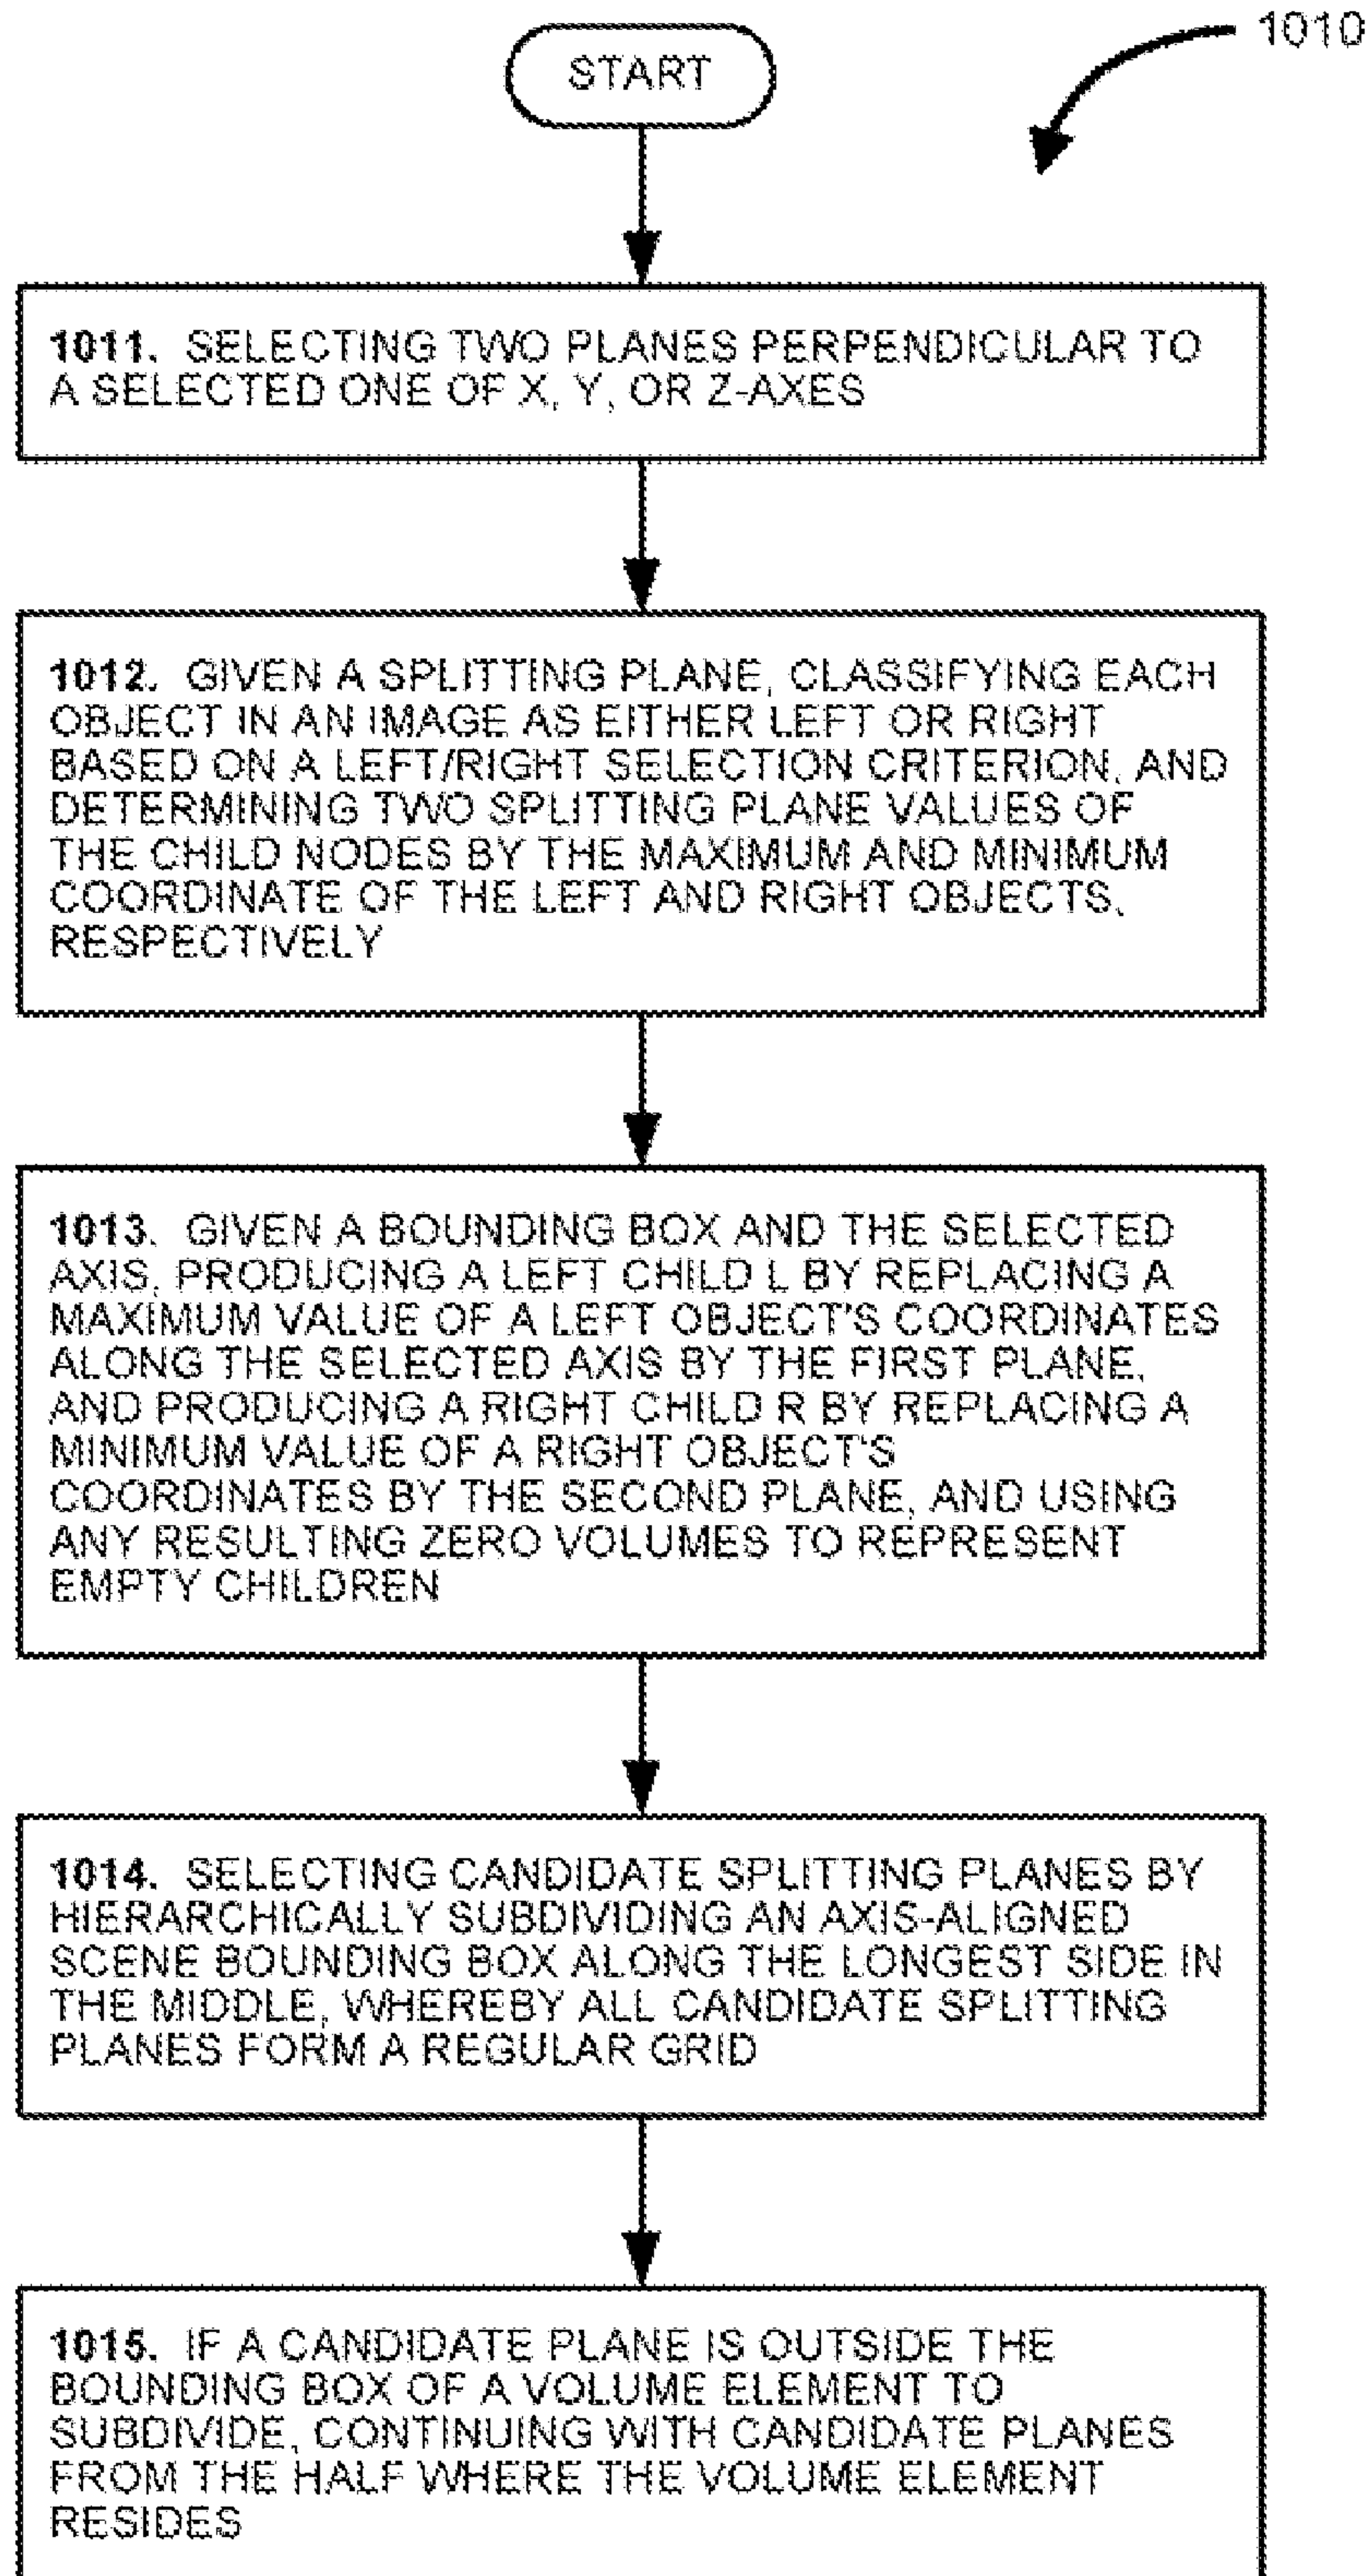 1010
START
1011. SELECTING TWO PLANES PERPENDICULAR TO
A SELECTED ONE OF X, Y, OR Z-AXES
1012. GIVEN A SPLITTING PLANE, CLASSIFYING EACH
OBJECT IN AN IMAGE AS EITHER LEFT OR RIGHT
BASED ON A LEFT/RIGHT SELECTION CRITERION, AND
DETERMINING TWO SPLITTING PLANE VALUES OF
THE CHILD NODES BY THE MAXIMUM AND MINIMUM
COORDINATE OF THE LEFT AND RIGHT OBJECTS,
RESPECTIVELY
1013. GIVEN A BOUNDING BOX AND THE SELECTED
AXIS, PRODUCING A LEFT CHILD L BY REPLACING A
MAXIMUM VALUE OF A LEFT OBJECT'S COORDINATES
ALONG THE SELECTED AXIS BY THE FIRST PLANE,
AND PRODUCING A RIGHT CHILD R BY REPLACING A
MINIMUM VALUE OF A RIGHT OBJECT'S
COORDINATES BY THE SECOND PLANE, AND USING
ANY RESULTING ZERO VOLUMES TO REPRESENT
EMPTY CHILDREN
1014. SELECTING CANDIDATE SPLITTING PLANES BY
HIERARCHICALLY SUBDIVIDING AN AXIS-ALIGNED
SCENE BOUNDING BOX ALONG THE LONGEST SIDE IN
THE MIDDLE, WHEREBY ALL CANDIDATE SPLITTING
PLANES FORM A REGULAR GRID
1015. IF A CANDIDATE PLANE IS OUTSIDE THE
BOUNDING BOX OF A VOLUME ELEMENT TO
SUBDIVIDE, CONTINUING WITH CANDIDATE PLANES
FROM THE HALF WHERE THE VOLUME ELEMENT
RESIDES